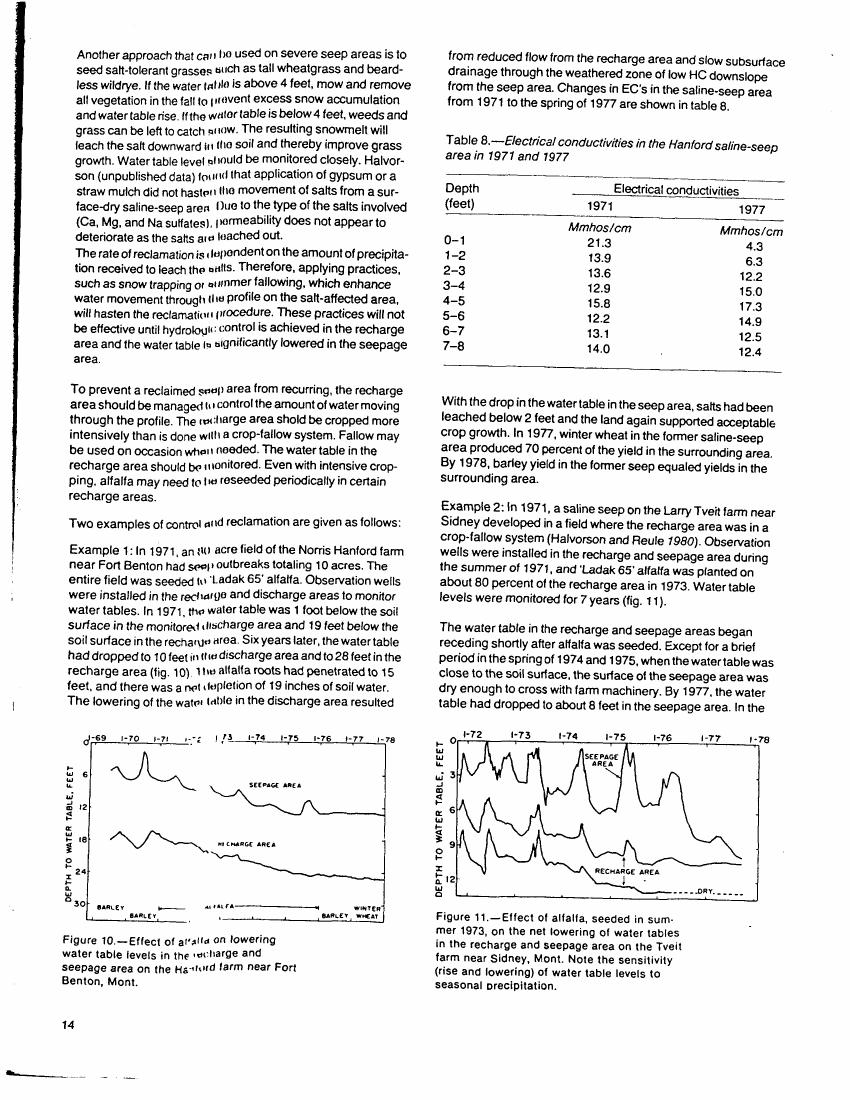 Another approach that can be used on severe seep areas is to
seed salt-tolerant grasses such as tall wheatgrass and beard-
less wildrye. If the water table is above 4 feet, mow and remove
all vegetation in the fall to prevent excess snow accumulation
and water table rise. If the water table is below 4 feet, weeds and
grass can be left to catch snow. The resulting snowmelt will
leach the salt downward in the soil and thereby improve grass
growth. Water table level should be monitored closely. Halvor-
son (unpublished data) found that application of gypsum or a
straw mulch did not hasten the movement of salts from a sur-
face-dry saline-seep area. Due to the type of the salts involved
(Ca, Mg, and Na sulfates), permeability does not appear to
deteriorate as the salts are leached out.
The rate of reclamation is dependent on the amount of precipita-
tion received to leach the salts. Therefore, applying practices,
such as snow trapping or summer fallowing, which enhance
water movement through the profile on the salt-affected area,
will hasten the reclamation procedure. These practices will not
be effective until hydrologic control is achieved in the recharge
area and the water table is significantly lowered in the seepage
area.
To prevent a reclaimed seep area from recurring, the recharge
area should be managed to control the amount of water moving
through the profile. The recharge area shold be cropped more
intensively than is done with a crop-fallow system. Fallow may
be used on occasion when needed. The water table in the
recharge area should be monitored. Even with intensive crop-
ping, alfalfa may need to be reseeded periodically in certain
recharge areas.
Two examples of control and reclamation are given as follows:
Example 1: In 1971, an 80 acre field of the Norris Hanford farm
near Fort Benton had seep outbreaks totaling 10 acres. The
entire field was seeded to 'Ladak 65' alfalfa. Observation wells
were installed in the recharge and discharge areas to monitor
water tables. In 1971, the water table was 1 foot below the soil
surface in the monitored discharge area and 19 feet below the
soil surface in the recharge area. Six years later, the water table
had dropped to 10 feet in the discharge area and to 28 feet in the
recharge area (fig. 10). The alfalfa roots had penetrated to 15
feet, and there was a net depletion of 19 inches of soil water.
The lowering of the water table in the discharge area resulted
-69 1-70 1-71 1-74 1-75 1-76 1-77 1-78
DEPTH TO WATER TABLE, FEET
6
12
18
24
30
SEEPAGE AREA
RECHARGE AREA
BARLEY ALFALFA WINTER
BARLEY BARLEY WHEAT
Figure 10.—Effect of alfalfa on lowering
water table levels in the recharge and
seepage area on the Hanford farm near Fort
Benton, Mont.
14
from reduced flow from the recharge area and slow subsurface
drainage through the weathered zone of low HC downslope
from the seep area. Changes in EC's in the saline-seep area
from 1971 to the spring of 1977 are shown in table 8.
Table 8.—Electrical conductivities in the Hanford saline-seep
area in 1971 and 1977
Depth Electrical conductivities
(feet) 1971 1977
Mmhos/cm Mmhos/cm
0-1 21.3 4.3
1-2 13.9 6.3
2-3 13.6 12.2
3-4 12.9 15.0
4-5 15.8 17.3
5-6 12.2 14.9
6-7 13.1 12.5
7-8 14.0 12.4
With the drop in the water table in the seep area, salts had been
leached below 2 feet and the land again supported acceptable
crop growth. In 1977, winter wheat in the former saline-seep
area produced 70 percent of the yield in the surrounding area.
By 1978, barley yield in the former seep equaled yields in the
surrounding area.
Example 2: In 1971, a saline seep on the Larry Tveit farm near
Sidney developed in a field where the recharge area was in a
crop-fallow system (Halvorson and Reule 1980). Observation
wells were installed in the recharge and seepage area during
the summer of 1971, and 'Ladak 65' alfalfa was planted on
about 80 percent of the recharge area in 1973. Water table
levels were monitored for 7 years (fig. 11).
The water table in the recharge and seepage areas began
receding shortly after alfalfa was seeded. Except for a brief
period in the spring of 1974 and 1975, when the water table was
close to the soil surface, the surface of the seepage area was
dry enough to cross with farm machinery. By 1977, the water
table had dropped to about 8 feet in the seepage area. In the
1-72 1-73 1-74 1-75 1-76 1-77 1-78
DEPTH TO WATER TABLE, FEET
0
3
6
9
12
SEEPAGE
AREA
RECHARGE AREA
DRY
Figure 11.—Effect of alfalfa, seeded in sum-
mer 1973, on the net lowering of water tables
in the recharge and seepage area on the Tveit
farm near Sidney, Mont. Note the sensitivity
(rise and lowering) of water table levels to
seasonal precipitation.